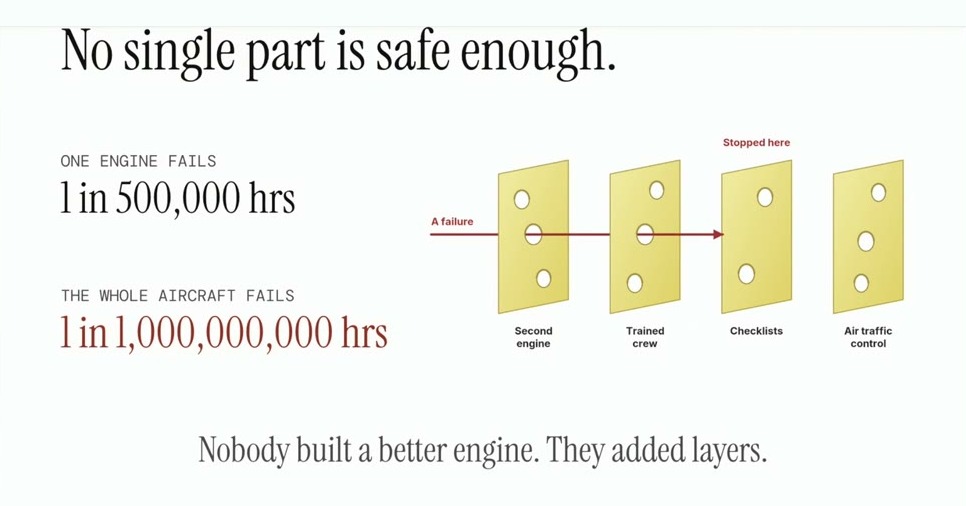 No single part is safe enough.
ONE ENGINE FAILS
1 in 500,000 hrs
THE WHOLE AIRCRAFT FAILS
1 in 1,000,000,000 hrs
Stopped here
A failure
Second
engine
Trained
crew
Checklists
Air traffic
control
Nobody built a better engine. They added layers.